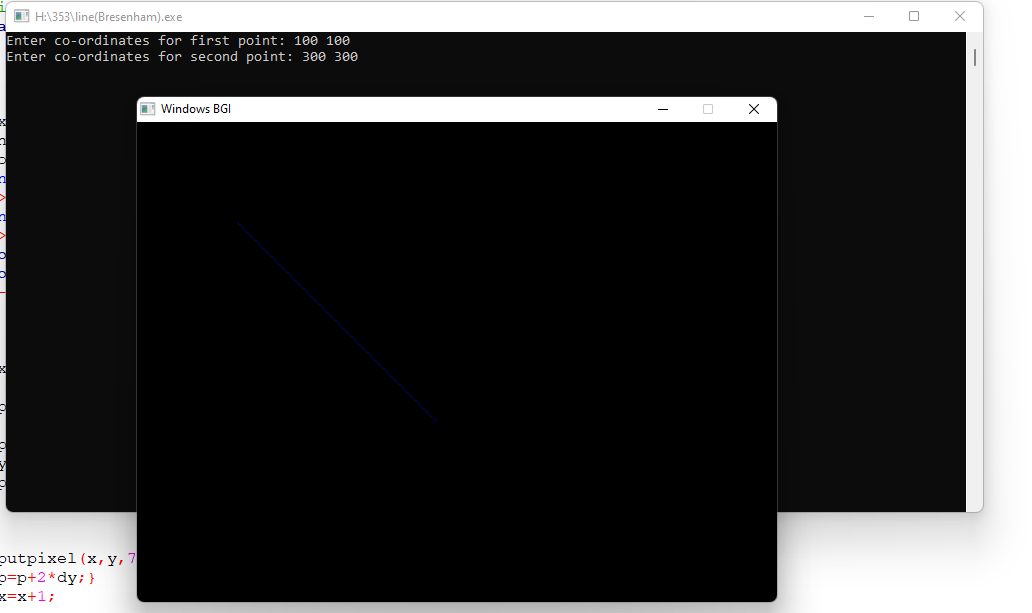 H:\353\line(Bresenham).exe
Enter co-ordinates for first point: 100 100
Enter co-ordinates for second point: 300 300
Windows BGI
putpixel(x,y,7
p=p+2*dy;}
x=x+1;